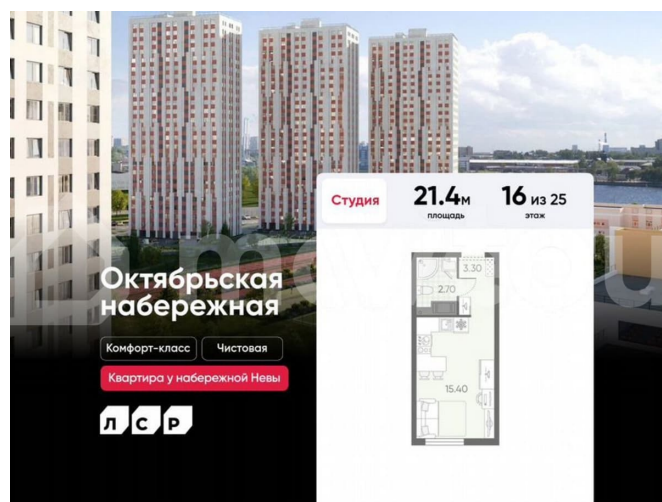 Студия
21.4м
площадь
16 из 25
этаж
Октябрьская
набережная
Комфорт-класс
Чистовая
Квартира у набережной Невы
ЛСР
3.30
2.70
15.40